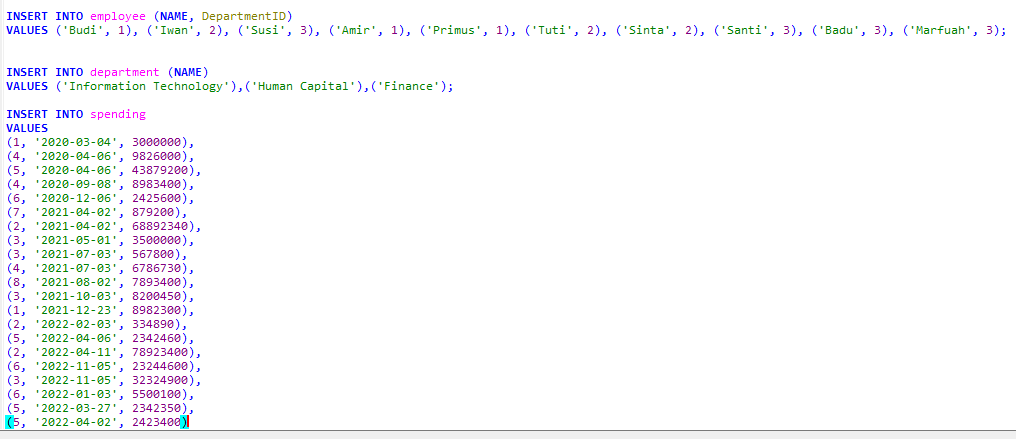 INSERT INTO employee (NAME, DepartmentID)
VALUES ('Budi', 1), ('Iwan', 2), ('Susi', 3), ('Amir', 1), ('Primus', 1), ('Tuti', 2), ('Sinta', 2), ('Santi', 3), ('Badu', 3), ('Marfuah', 3);
INSERT INTO department (NAME)
VALUES ('Information Technology'),('Human Capital'),('Finance');
INSERT INTO spending
VALUES
(1, '2020-03-04', 3000000),
(4, '2020-04-06', 9826000),
(5, '2020-04-06', 43879200),
(4, '2020-09-08', 8983400),
(6, '2020-12-06', 2425600),
(7, '2021-04-02', 879200),
(2, '2021-04-02', 68892340),
(3, '2021-05-01', 3500000),
(3, '2021-07-03', 567800),
(4, '2021-07-03', 6786730),
(8, '2021-08-02', 7893400),
(3, '2021-10-03', 8200450),
(1, '2021-12-23', 8982300),
(2, '2022-02-03', 334890),
(5, '2022-04-06', 2342460),
(2, '2022-04-11', 78923400),
(6, '2022-11-05', 23244600),
(3, '2022-11-05', 32324900),
(6, '2022-01-03', 5500100),
(5, '2022-03-27', 2342350),
(5, '2022-04-02', 2423400)